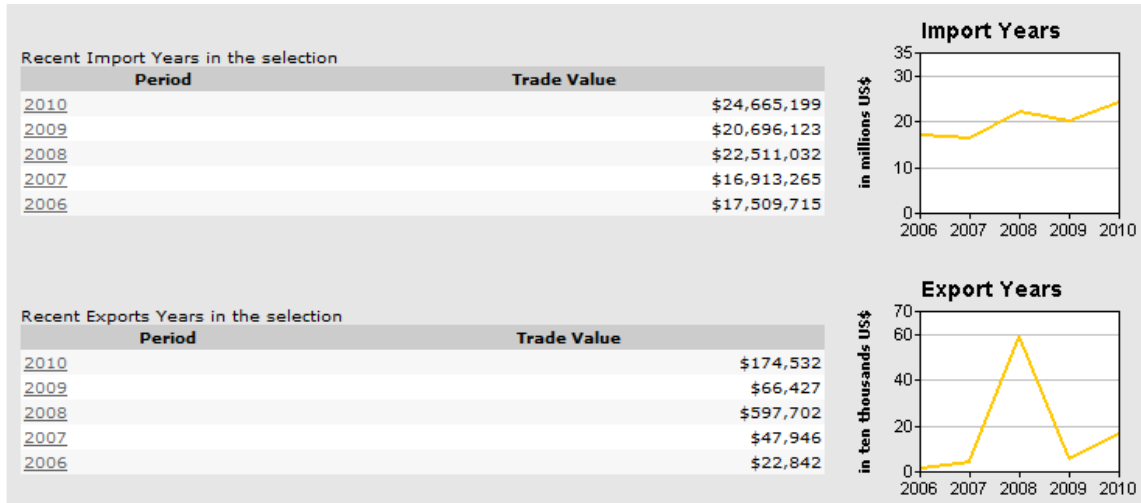 Recent Import Years in the selection
Period Trade Value
2010 $24,665,199
2009 $20,696,123
2008 $22,511,032
2007 $16,913,265
2006 $17,509,715
Import Years
in millions US$
35
30
20
10
0
2006 2007 2008 2009 2010
Recent Exports Years in the selection
Period Trade Value
2010 $174,532
2009 $66,427
2008 $597,702
2007 $47,946
2006 $22,842
Export Years
in ten thousands US$
70
60
40
20
0
2006 2007 2008 2009 2010